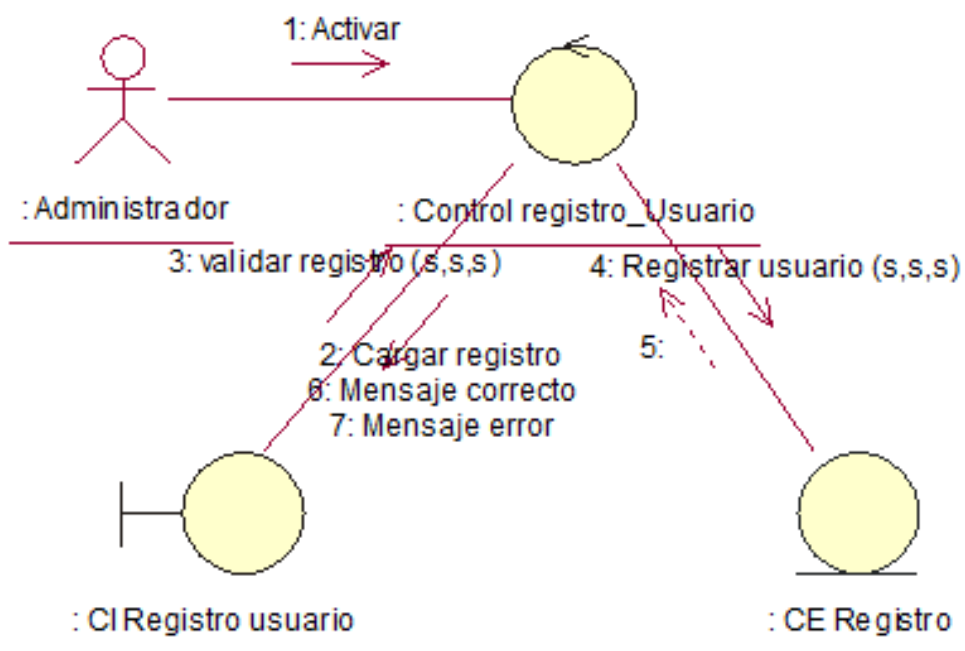 1: Activar
: Administrador
: Control registro_Usuario
3: validar registro (s,s,s)
4: Registrar usuario (s,s,s)
2: Cargar registro
5:
6: Mensaje correcto
7: Mensaje error
: CI Registro usuario
: CE Registro